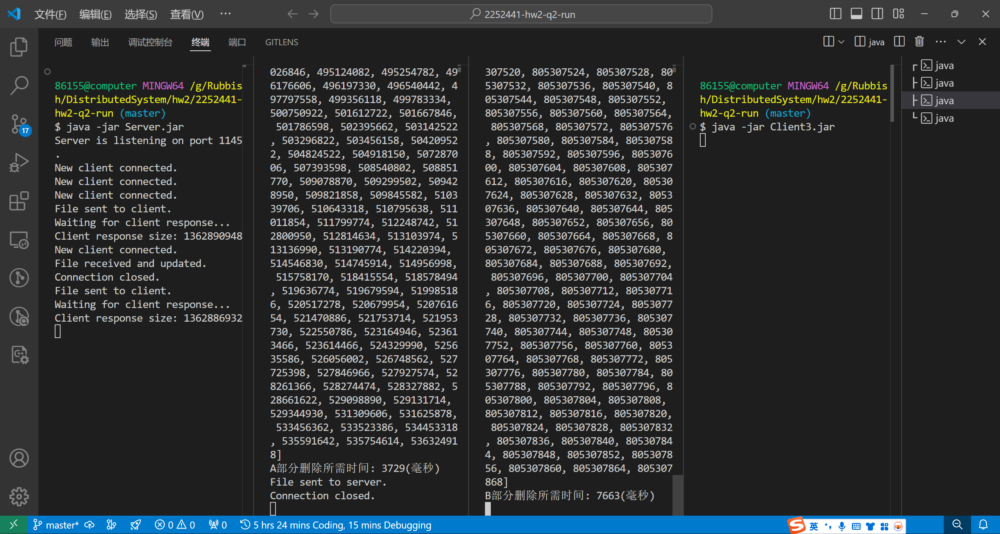 文件(F) 编辑(E) 选择(S) 查看(V) ··· 2252441-hw2-q2-run
问题 输出 调试控制台 终端 端口 GITLENS java
86155@computer MINGW64 /g/Rubbis
h/DistributedSystem/hw2/2252441-
hw2-q2-run (master)
$ java -jar Server.jar
Server is listening on port 1145
.
New client connected.
New client connected.
New client connected.
File sent to client.
Waiting for client response...
Client response size: 1362890948
New client connected.
File received and updated.
Connection closed.
File sent to client.
Waiting for client response...
Client response size: 1362886932
026846, 495124082, 495254782, 49
6176606, 496197330, 496540442, 4
97797558, 499356118, 499783334,
500750922, 501612722, 501667846,
501786598, 502395662, 503142522
, 503296822, 503456158, 50420952
2, 504824522, 504918150, 5072870
06, 507393598, 508540802, 508851
770, 509078870, 509299502, 50942
8950, 509821858, 509845582, 5103
39706, 510643318, 510795638, 511
011854, 511799774, 512248742, 51
2800950, 512814634, 513103974, 5
13136990, 513190774, 514220394,
514546830, 514745914, 514956998,
515758170, 518415554, 518578494
, 519636774, 519679594, 51998518
6, 520517278, 520679954, 5207616
54, 521470886, 521753714, 521953
730, 522550786, 523164946, 52361
3466, 523614466, 524329990, 5256
35586, 526056002, 526748562, 527
725398, 527846966, 527927574, 52
8261366, 528274474, 528327882, 5
28661622, 529098890, 529131714,
529344930, 531309606, 531625878,
533456362, 533523386, 534453318
, 535591642, 535754614, 53632491
8]
A部分删除所需时间: 3729(毫秒)
File sent to server.
Connection closed.
307520, 805307524, 805307528, 80
5307532, 805307536, 805307540, 8
05307544, 805307548, 805307552,
805307556, 805307560, 805307564,
805307568, 805307572, 805307576
, 805307580, 805307584, 80530758
8, 805307592, 805307596, 8053076
00, 805307604, 805307608, 805307
612, 805307616, 805307620, 80530
7624, 805307628, 805307632, 8053
07636, 805307640, 805307644, 805
307648, 805307652, 805307656, 80
5307660, 805307664, 805307668, 8
05307672, 805307676, 805307680,
805307684, 805307688, 805307692,
805307696, 805307700, 805307704
, 805307708, 805307712, 80530771
6, 805307720, 805307724, 8053077
28, 805307732, 805307736, 805307
740, 805307744, 805307748, 80530
7752, 805307756, 805307760, 8053
07764, 805307768, 805307772, 805
307776, 805307780, 805307784, 80
5307788, 805307792, 805307796, 8
05307800, 805307804, 805307808,
805307812, 805307816, 805307820,
805307824, 805307828, 805307832
, 805307836, 805307840, 80530784
4, 805307848, 805307852, 8053078
56, 805307860, 805307864, 805307
868]
B部分删除所需时间: 7663(毫秒)
86155@computer MINGW64 /g/Rubbis
h/DistributedSystem/hw2/2252441-
hw2-q2-run (master)
$ java -jar Client3.jar
java
java
java
java
17
master* 0 0 0 5 hrs 24 mins Coding, 15 mins Debugging 英